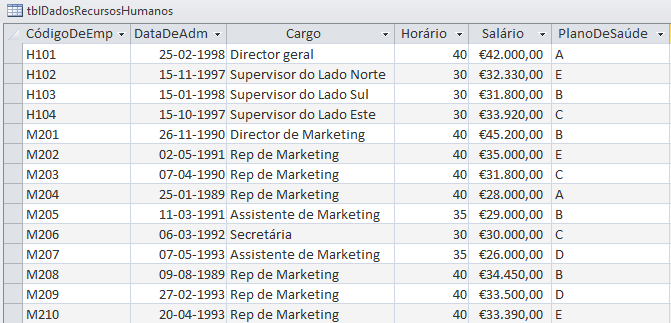 tblDadosRecursosHumanos
CódigoDeEmp DataDeAdm Cargo Horário Salário PlanoDeSaúde
H101 25-02-1998 Director geral 40 €42.000,00 A
H102 15-11-1997 Supervisor do Lado Norte 30 €32.330,00 E
H103 15-01-1998 Supervisor do Lado Sul 30 €31.800,00 B
H104 15-10-1997 Supervisor do Lado Este 30 €33.920,00 C
M201 26-11-1990 Director de Marketing 40 €45.200,00 B
M202 02-05-1991 Rep de Marketing 40 €35.000,00 E
M203 07-04-1990 Rep de Marketing 40 €31.800,00 C
M204 25-01-1989 Rep de Marketing 40 €28.000,00 A
M205 11-03-1991 Assistente de Marketing 35 €29.000,00 B
M206 06-03-1992 Secretária 30 €30.000,00 C
M207 07-05-1993 Assistente de Marketing 35 €26.000,00 D
M208 09-08-1989 Rep de Marketing 40 €34.450,00 B
M209 27-02-1993 Rep de Marketing 40 €33.500,00 D
M210 20-04-1993 Rep de Marketing 40 €33.390,00 E